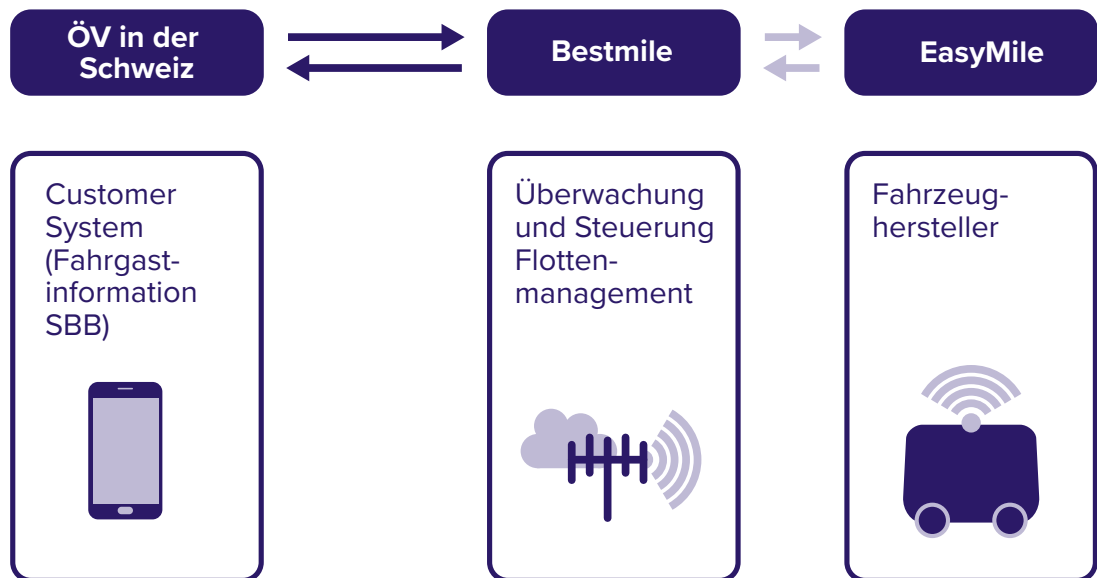 ÖV in der
Schweiz
Bestmile
EasyMile
Customer
System
(Fahrgast-
information
SBB)
Überwachung
und Steuerung
Flotten-
management
Fahrzeug-
hersteller